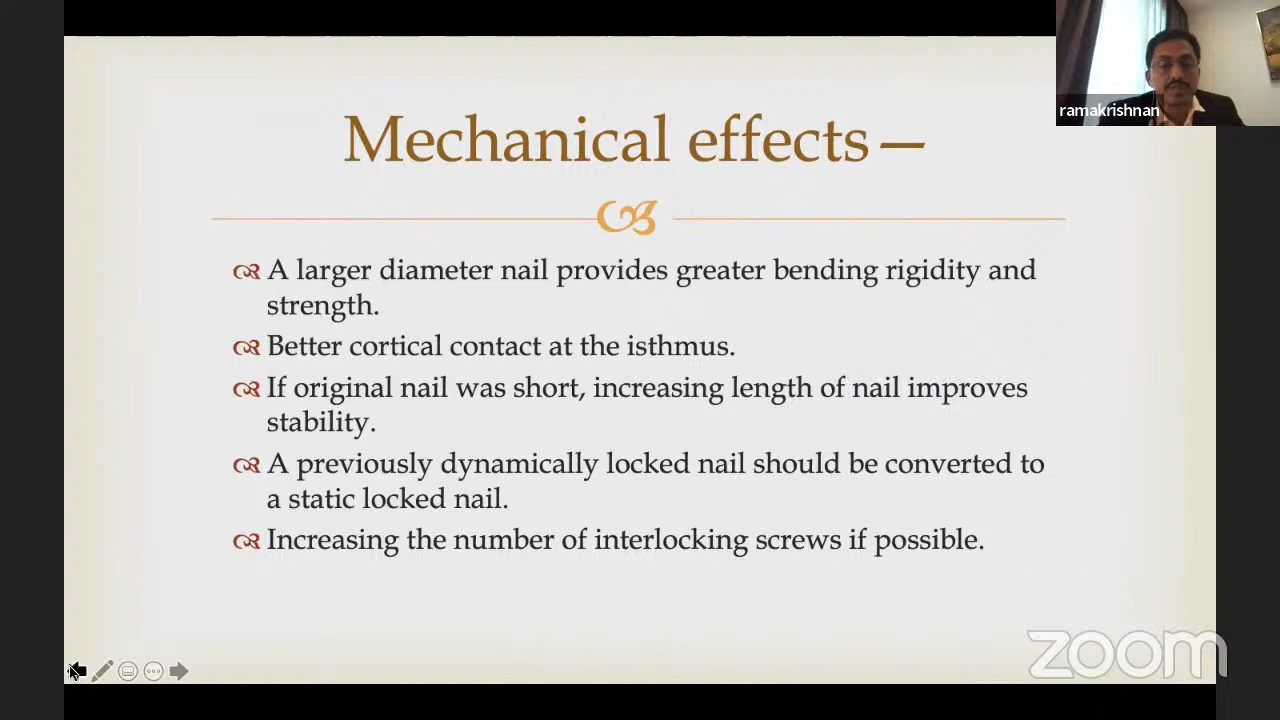 ramakrishnan
Mechanical effects—
A larger diameter nail provides greater bending rigidity and
strength.
Better cortical contact at the isthmus.
If original nail was short, increasing length of nail improves
stability.
A previously dynamically locked nail should be converted to
a static locked nail.
Increasing the number of interlocking screws if possible.
zoom